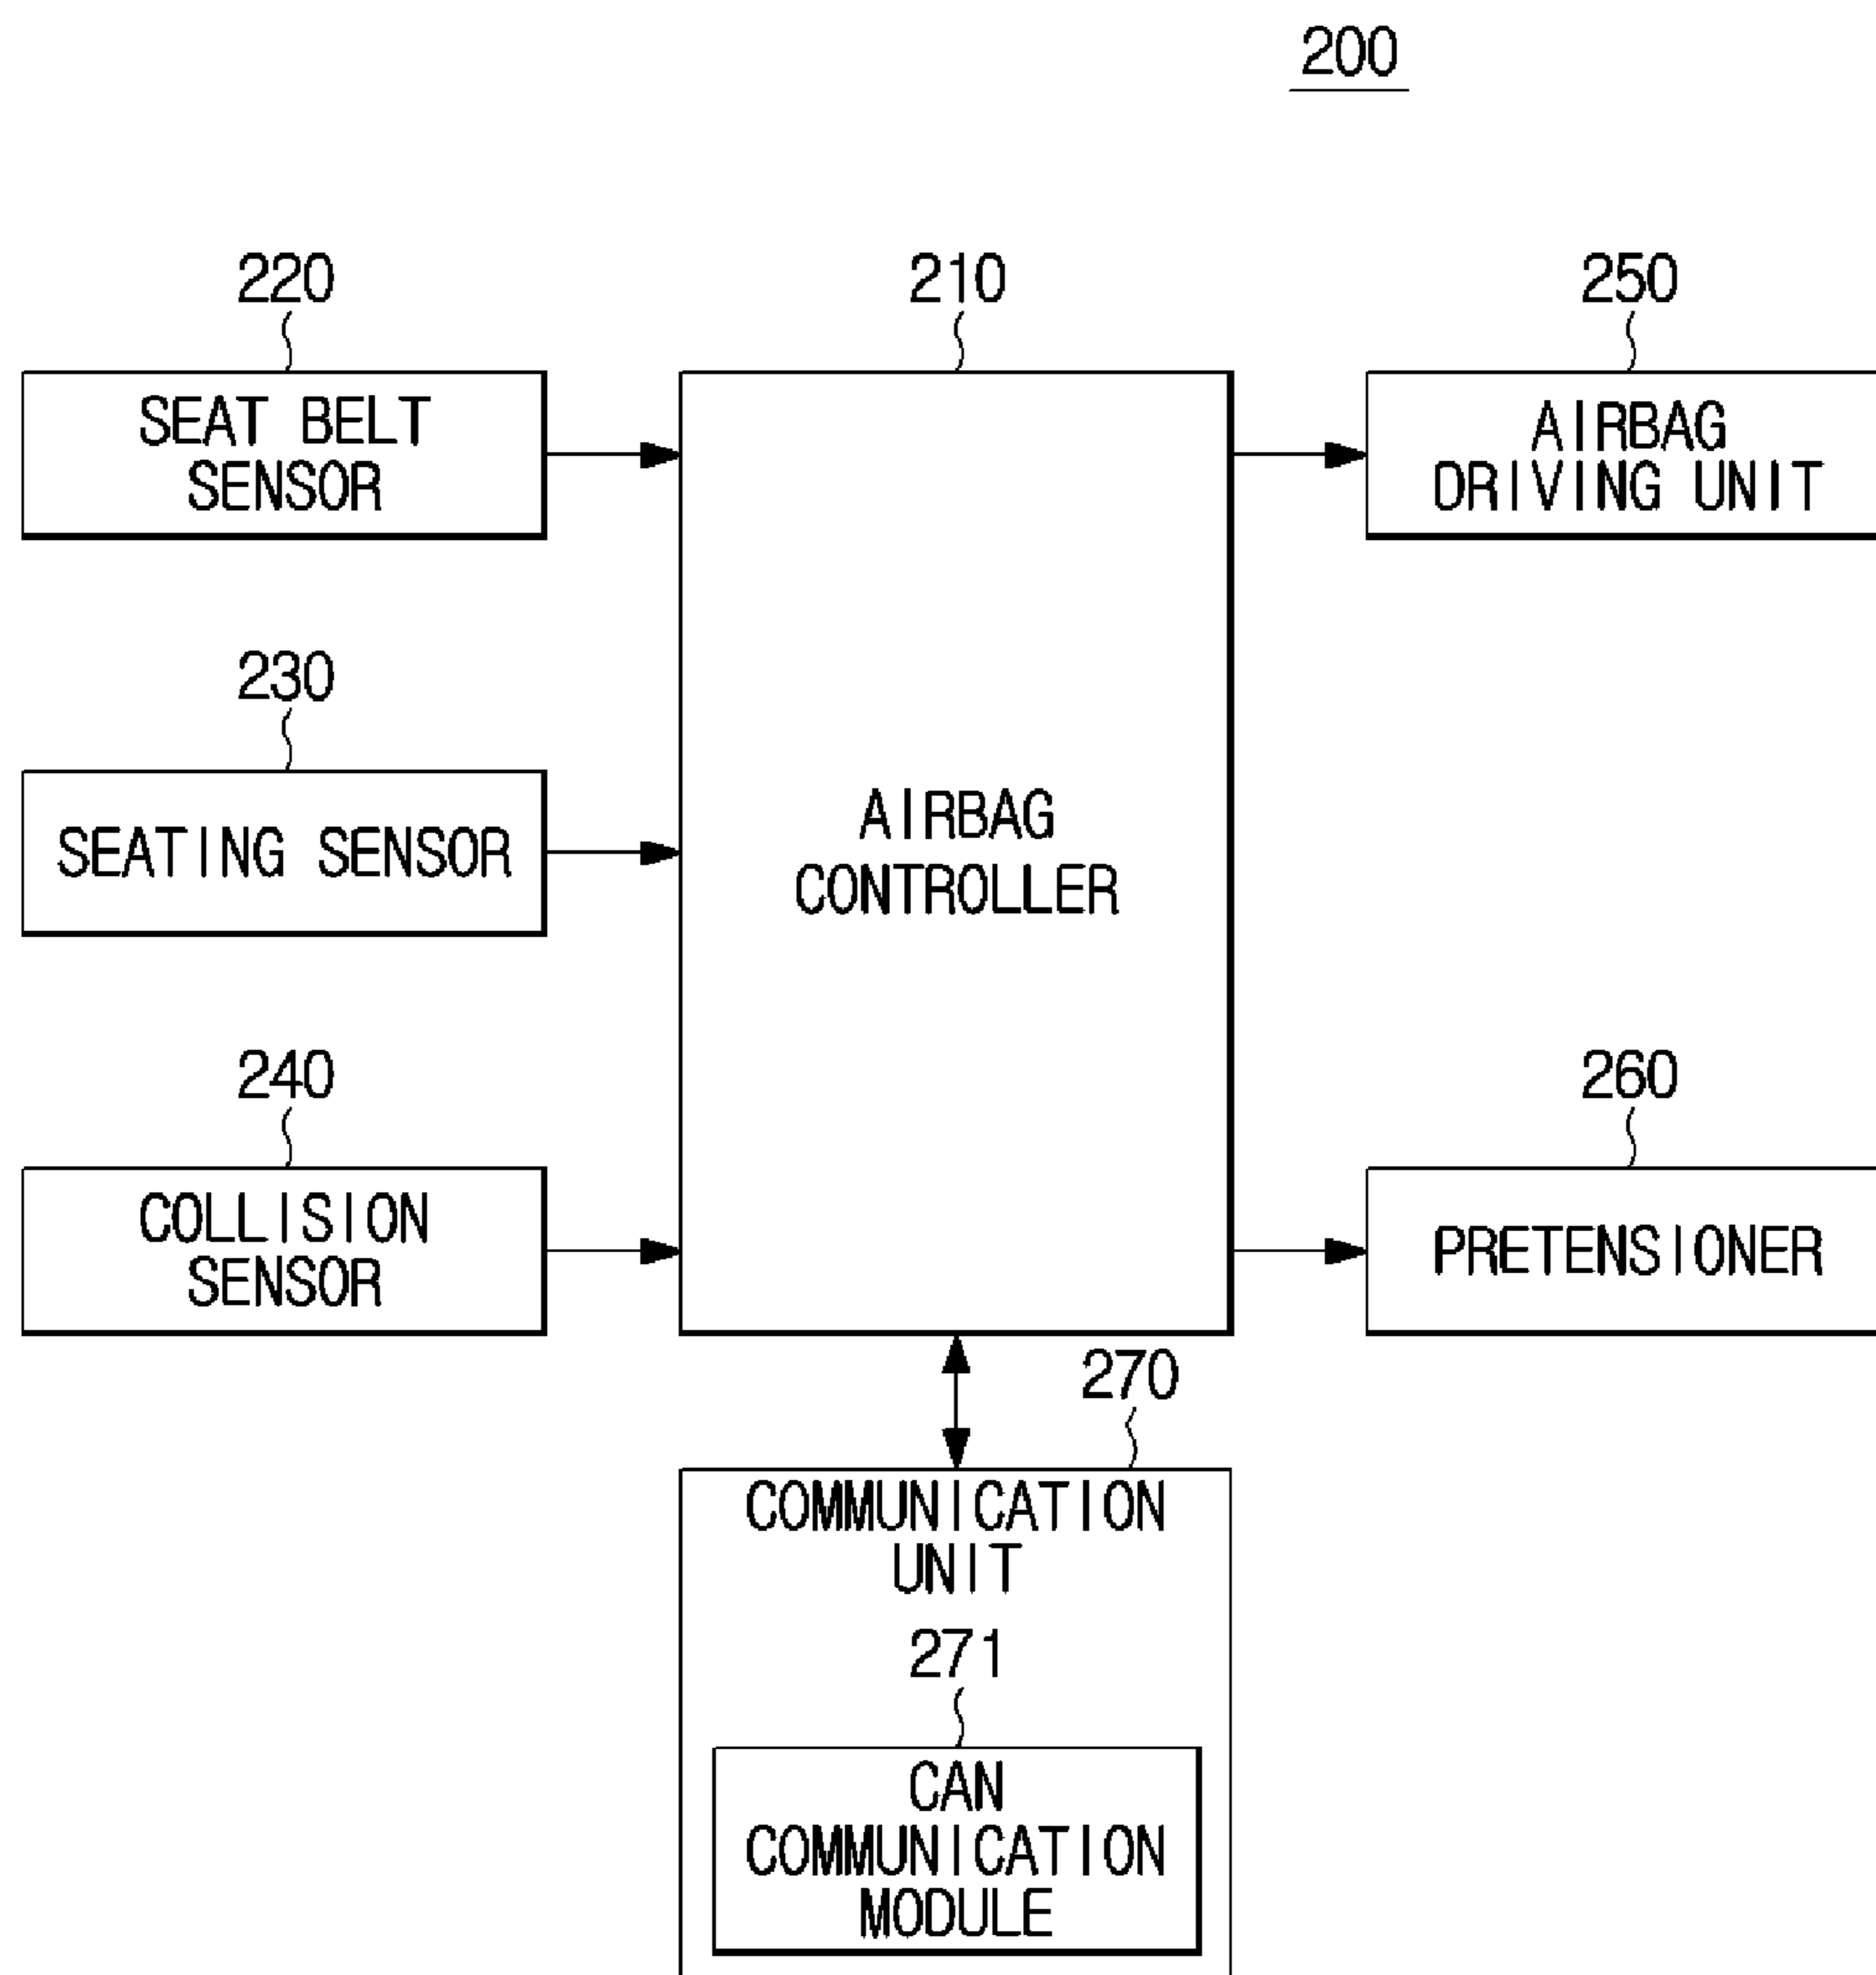 200
220
210
250
SEAT BELT
SENSOR
AIRBAG
DRIVING UNIT
230
SEATING SENSOR
AIRBAG
CONTROLLER
240
260
COLLISION
SENSOR
PRETENSIONER
270
COMMUNICATION
UNIT
271
CAN
COMMUNICATION
MODULE